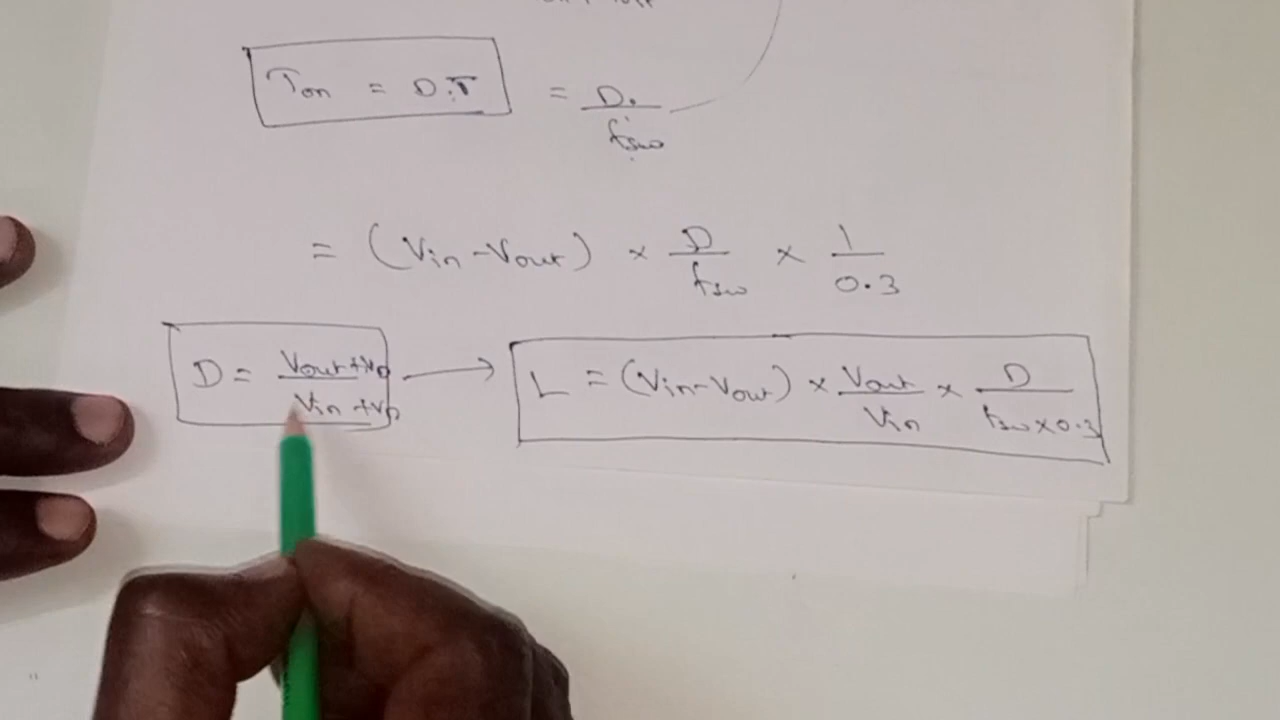 Ton = D.T = D. / fsw
= (Vin - Vout) × D / fsw × 1 / 0.3
D = Vout + VD / Vin + VD → L = (Vin - Vout) × Vout / Vin × D / fsw × 0.3